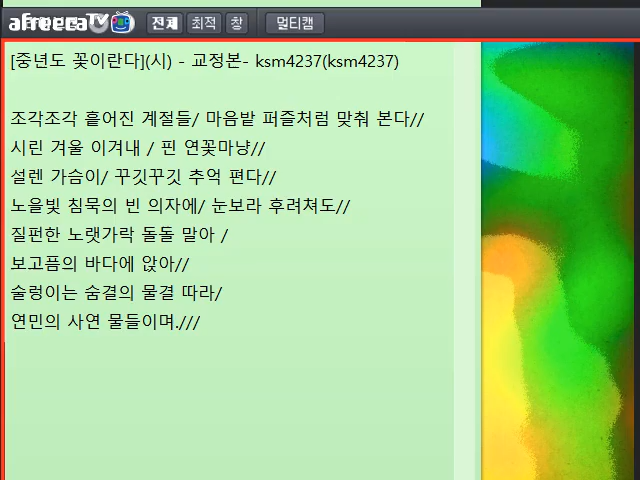 afreeca TV
전체 최적 창 멀티캠
[중년도 꽃이란다](시) - 교정본- ksm4237(ksm4237)
조각조각 흩어진 계절들/ 마음밭 퍼즐처럼 맞춰 본다//
시린 겨울 이겨내 / 핀 연꽃마냥//
설렌 가슴이/ 꾸깃꾸깃 추억 편다//
노을빛 침묵의 빈 의자에/ 눈보라 후려쳐도//
질펀한 노랫가락 돌돌 말아 /
보고픔의 바다에 앉아//
술렁이는 숨결의 물결 따라/
연민의 사연 물들이며.///